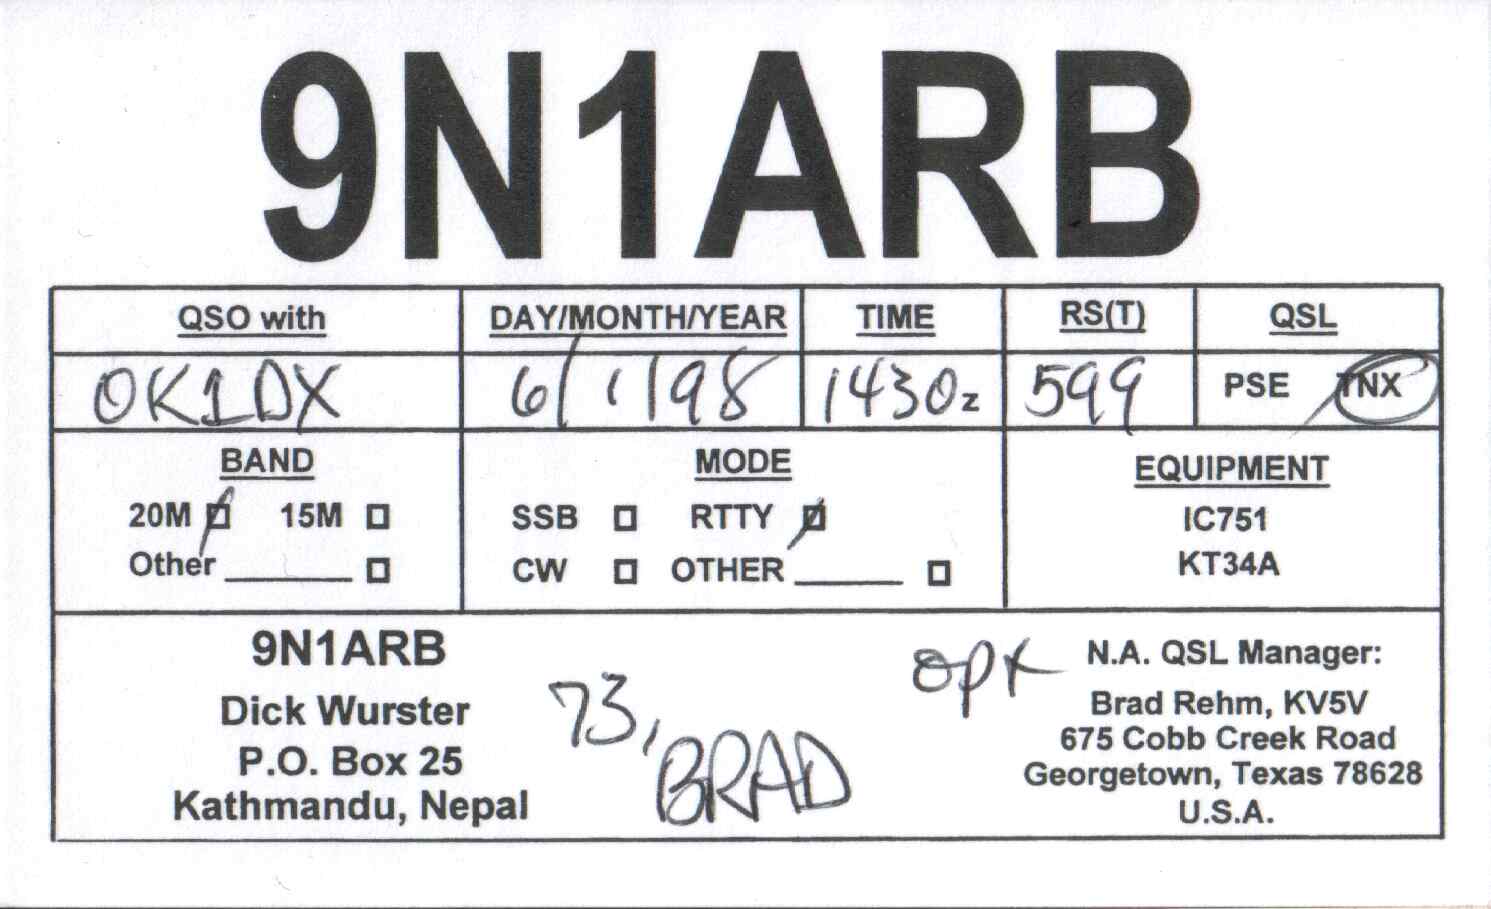 9N1ARB
QSO with DAY/MONTH/YEAR TIME RS(T) QSL
OK1DX 6/1/98 1430z 599 PSE TNX
BAND MODE EQUIPMENT
20M 15M SSB RTTY IC751
Other CW OTHER KT34A
9N1ARB
Dick Wurster
P.O. Box 25
Kathmandu, Nepal
73,
BRAD
opr
N.A. QSL Manager:
Brad Rehm, KV5V
675 Cobb Creek Road
Georgetown, Texas 78628
U.S.A.